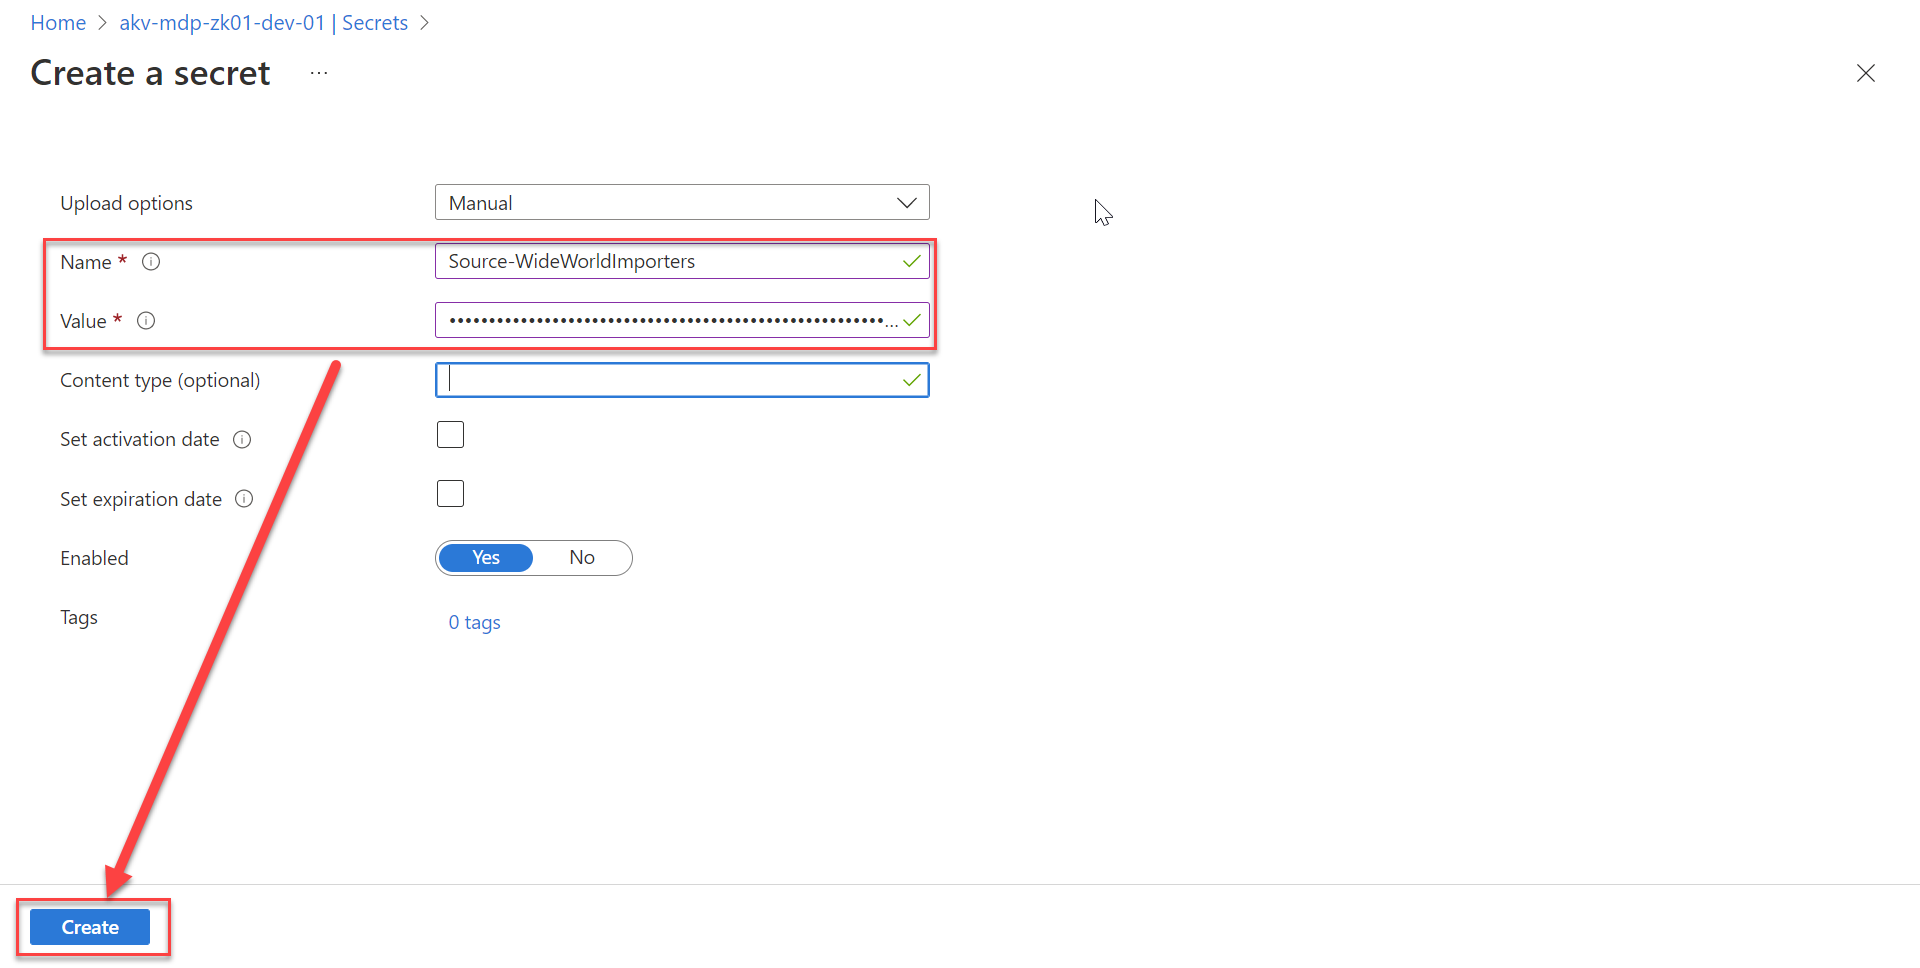 Home > akv-mdp-zk01-dev-01 | Secrets >
Create a secret ...
Upload options Manual
Name * Source-WideWorldImporters
Value * •••••••••••••••••••••••••••••••••••••••••••••••••••••••...
Content type (optional)
Set activation date
Set expiration date
Enabled Yes No
Tags 0 tags
Create